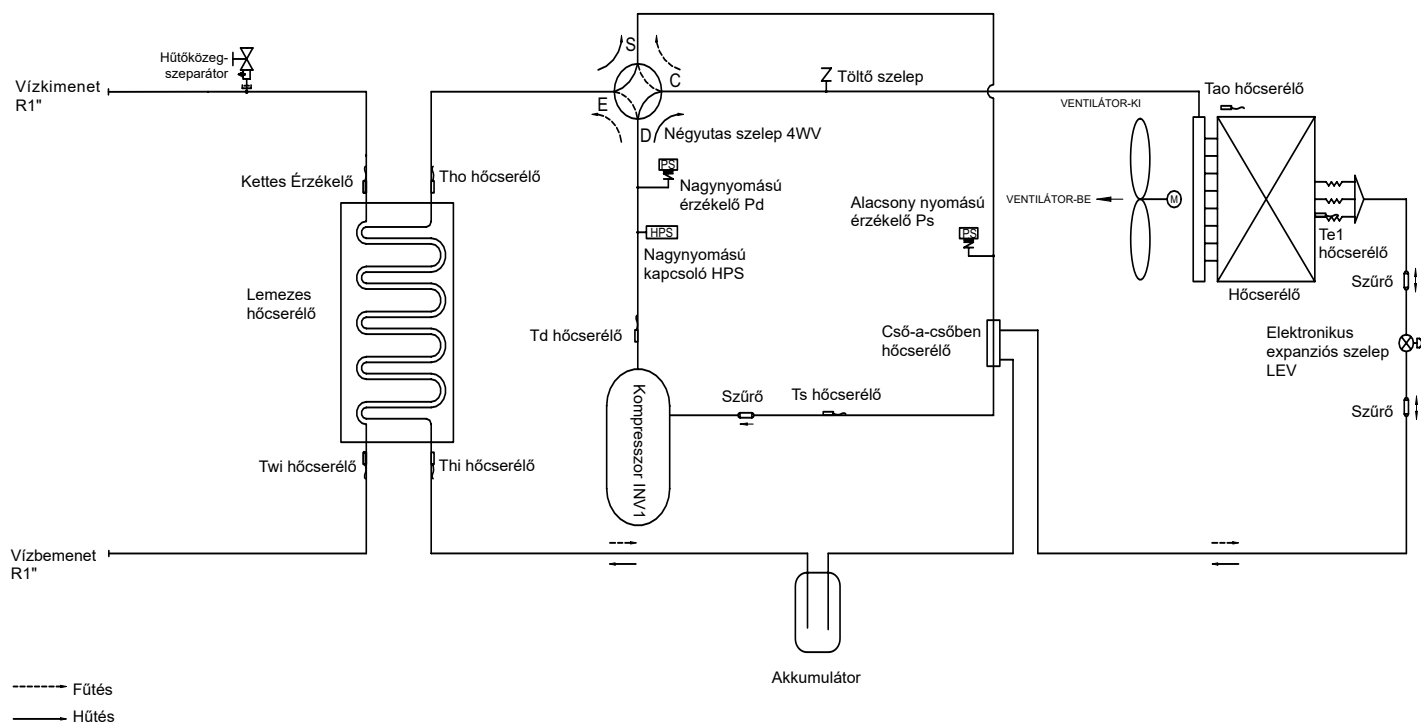 Hűtőközeg-
szeparátor
Vízkimenet
R1"
S
C
E
D
Négyutas szelep 4WV
Töltő szelep
VENTILÁTOR-KI
Tao hőcserélő
Kettes Érzékelő
Tho hőcserélő
PS
Nagynyomású
érzékelő Pd
HPS
Nagynyomású
kapcsoló HPS
Alacsony nyomású
érzékelő Ps
PS
VENTILÁTOR-BE
M
Te1
hőcserélő
Hőcserélő
Szűrő
Lemezes
hőcserélő
Td hőcserélő
Cső-a-csőben
hőcserélő
Elektronikus
expanziós szelep
LEV
Kompresszor INV1
Szűrő
Ts hőcserélő
Szűrő
Twi hőcserélő
Thi hőcserélő
Vízbemenet
R1"
Akkumulátor
Fűtés
Hűtés